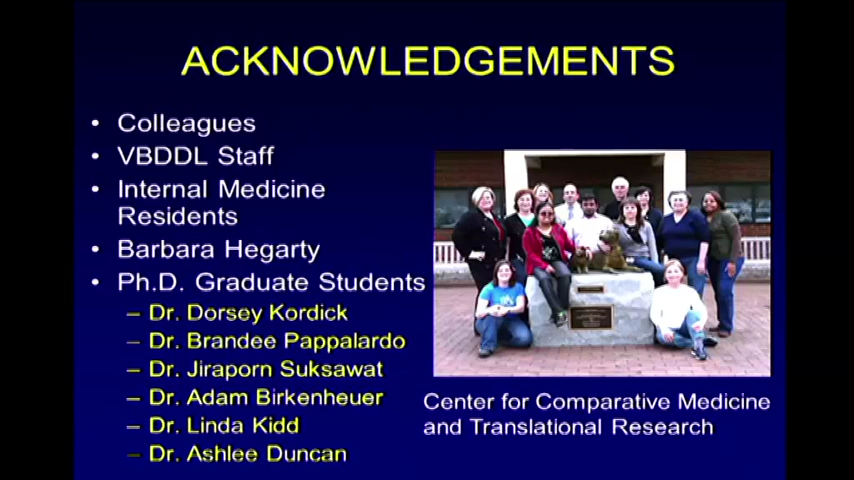 ACKNOWLEDGEMENTS
• Colleagues
• VBDDL Staff
• Internal Medicine
Residents
• Barbara Hegarty
• Ph.D. Graduate Students
– Dr. Dorsey Kordick
– Dr. Brandee Pappalardo
– Dr. Jiraporn Suksawat
– Dr. Adam Birkenheuer
– Dr. Linda Kidd
– Dr. Ashlee Duncan
Center for Comparative Medicine
and Translational Research